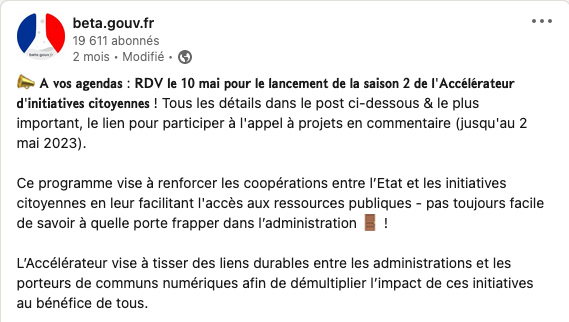 beta.gouv.fr
beta.gouv.fr
19 611 abonnés
2 mois • Modifié •
📣 A vos agendas : RDV le 10 mai pour le lancement de la saison 2 de l'Accélérateur
d'initiatives citoyennes ! Tous les détails dans le post ci-dessous & le plus
important, le lien pour participer à l'appel à projets en commentaire (jusqu'au 2
mai 2023).
Ce programme vise à renforcer les coopérations entre l’Etat et les initiatives
citoyennes en leur facilitant l'accès aux ressources publiques - pas toujours facile
de savoir à quelle porte frapper dans l’administration 🚪 !
L’Accélérateur vise à tisser des liens durables entre les administrations et les
porteurs de communs numériques afin de démultiplier l’impact de ces initiatives
au bénéfice de tous.